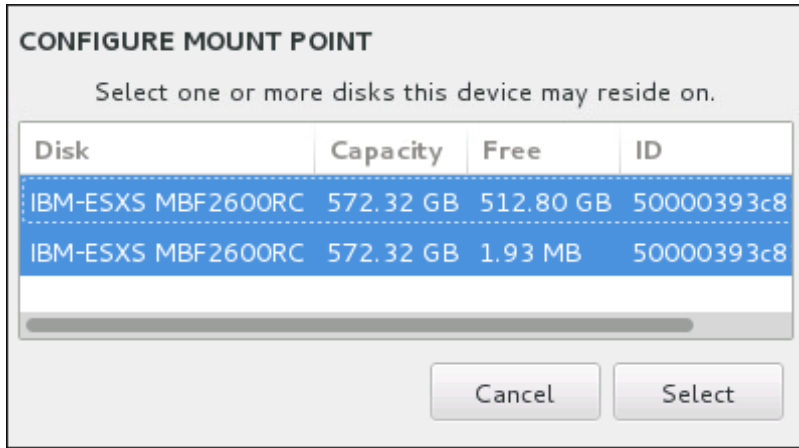 CONFIGURE MOUNT POINT
Select one or more disks this device may reside on.
Disk Capacity Free ID
IBM-ESXS MBF2600RC 572.32 GB 512.80 GB 50000393c8
IBM-ESXS MBF2600RC 572.32 GB 1.93 MB 50000393c8
Cancel Select